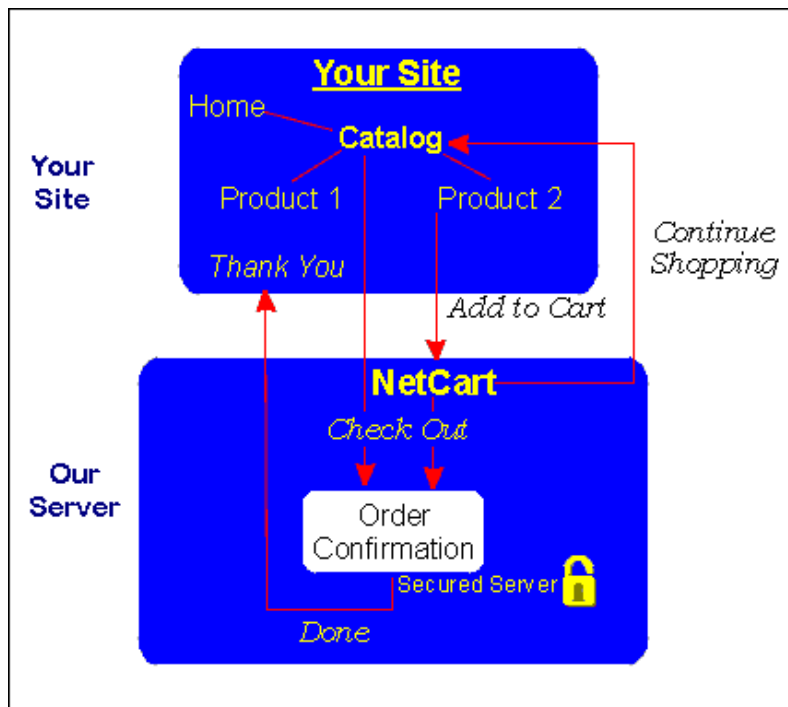 Your Site
Home
Catalog
Your
Site
Product 1
Product 2
Continue
Shopping
Thank You
Add to Cart
NetCart
Check Out
Our
Server
Order
Confirmation
Secured Server
Done